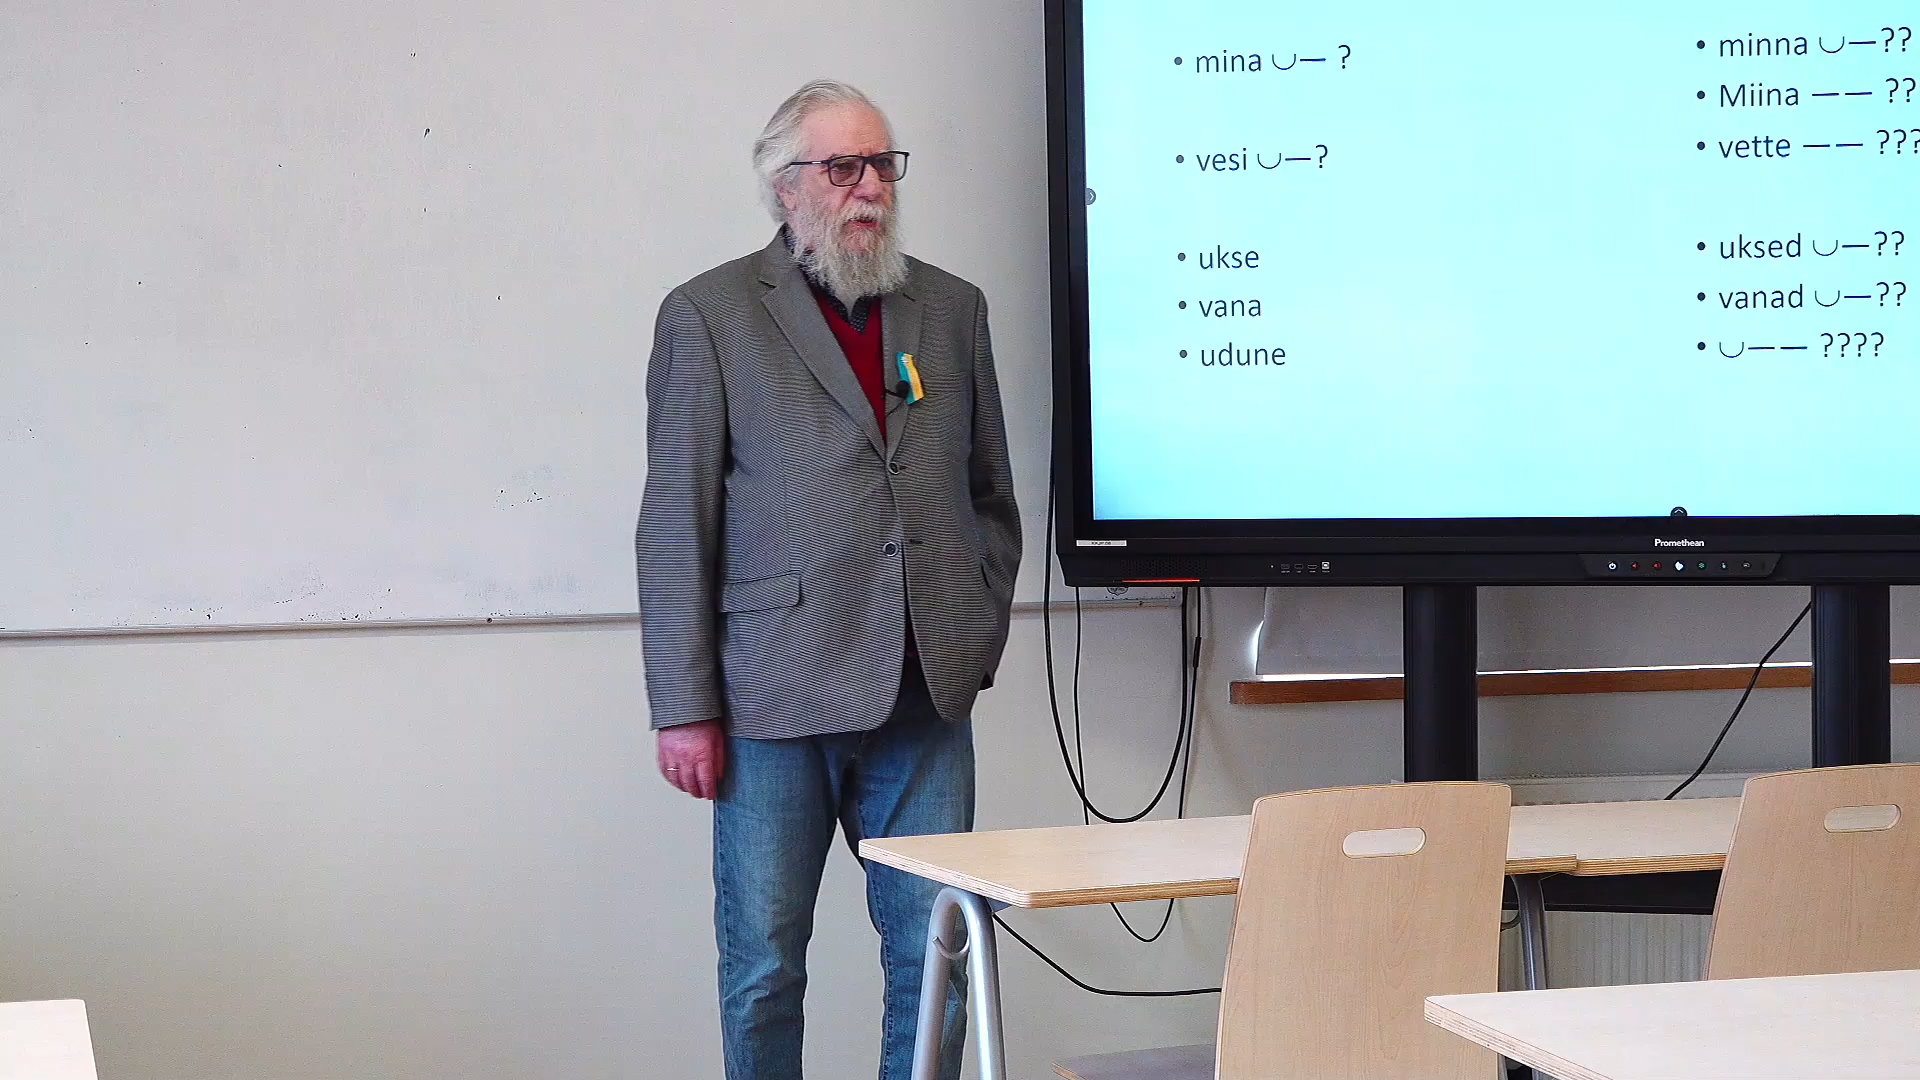 • mina ◡— ?
• vesi ◡—?
• ukse
• vana
• udune
• minna ◡—??
• Miina —— ??
• vette —— ???
• uksed ◡—??
• vanad ◡—??
• ◡—— ????
Promethean